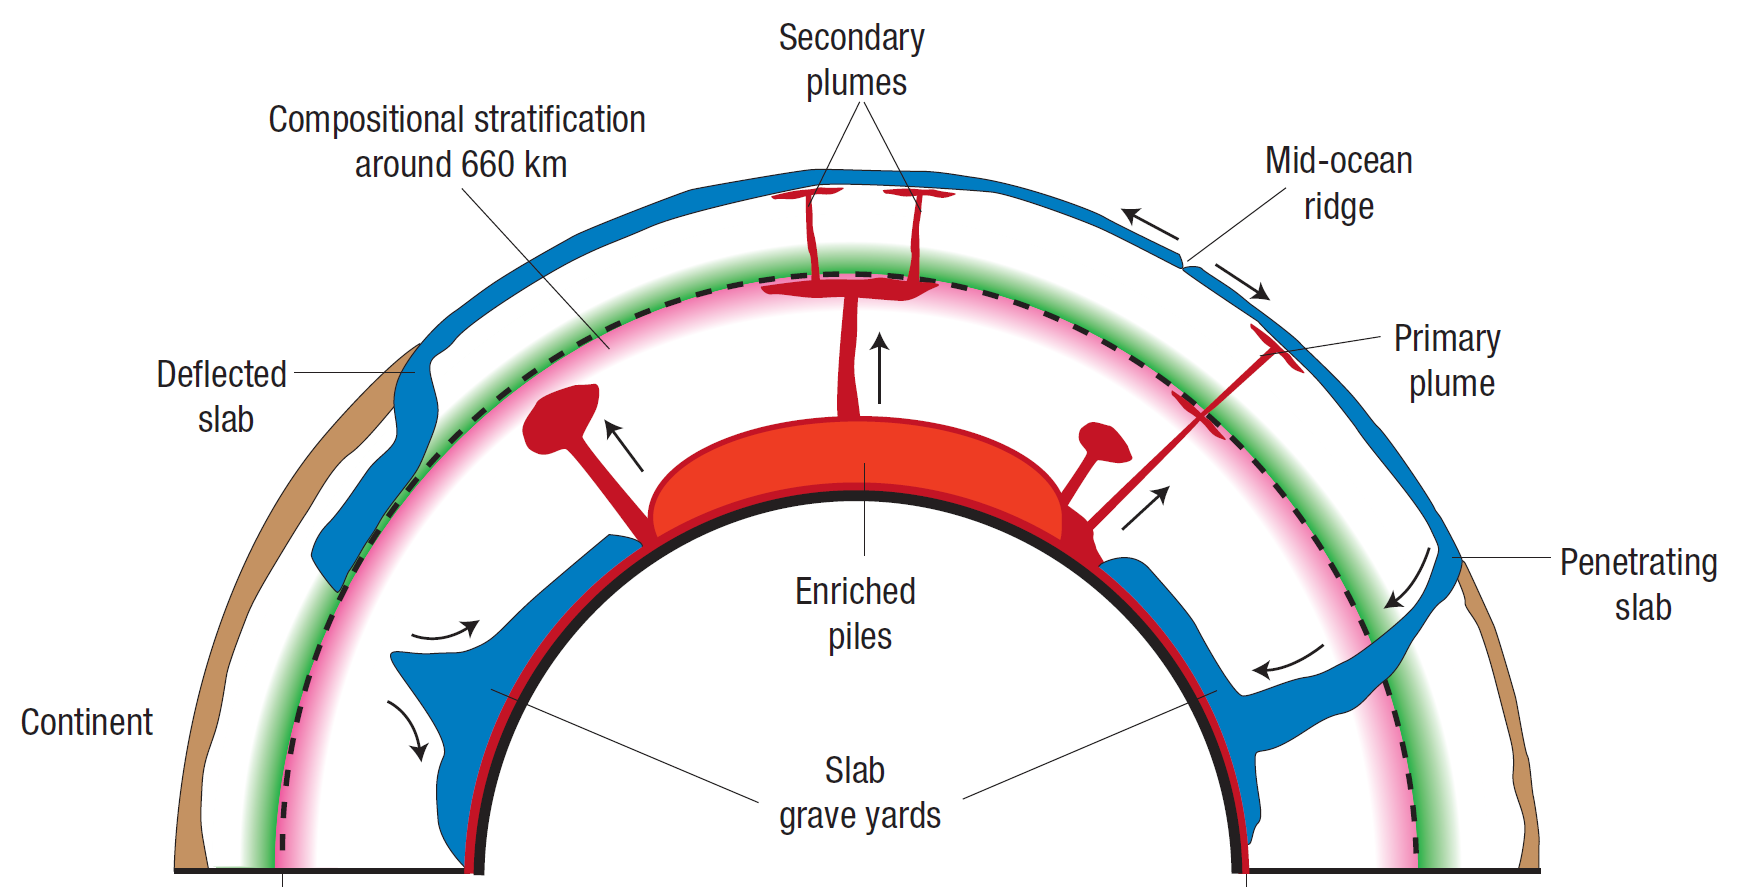 Secondary
plumes
Compositional stratification
around 660 km
Mid-ocean
ridge
Deflected
slab
Primary
plume
Enriched
piles
Penetrating
slab
Continent
Slab
grave yards